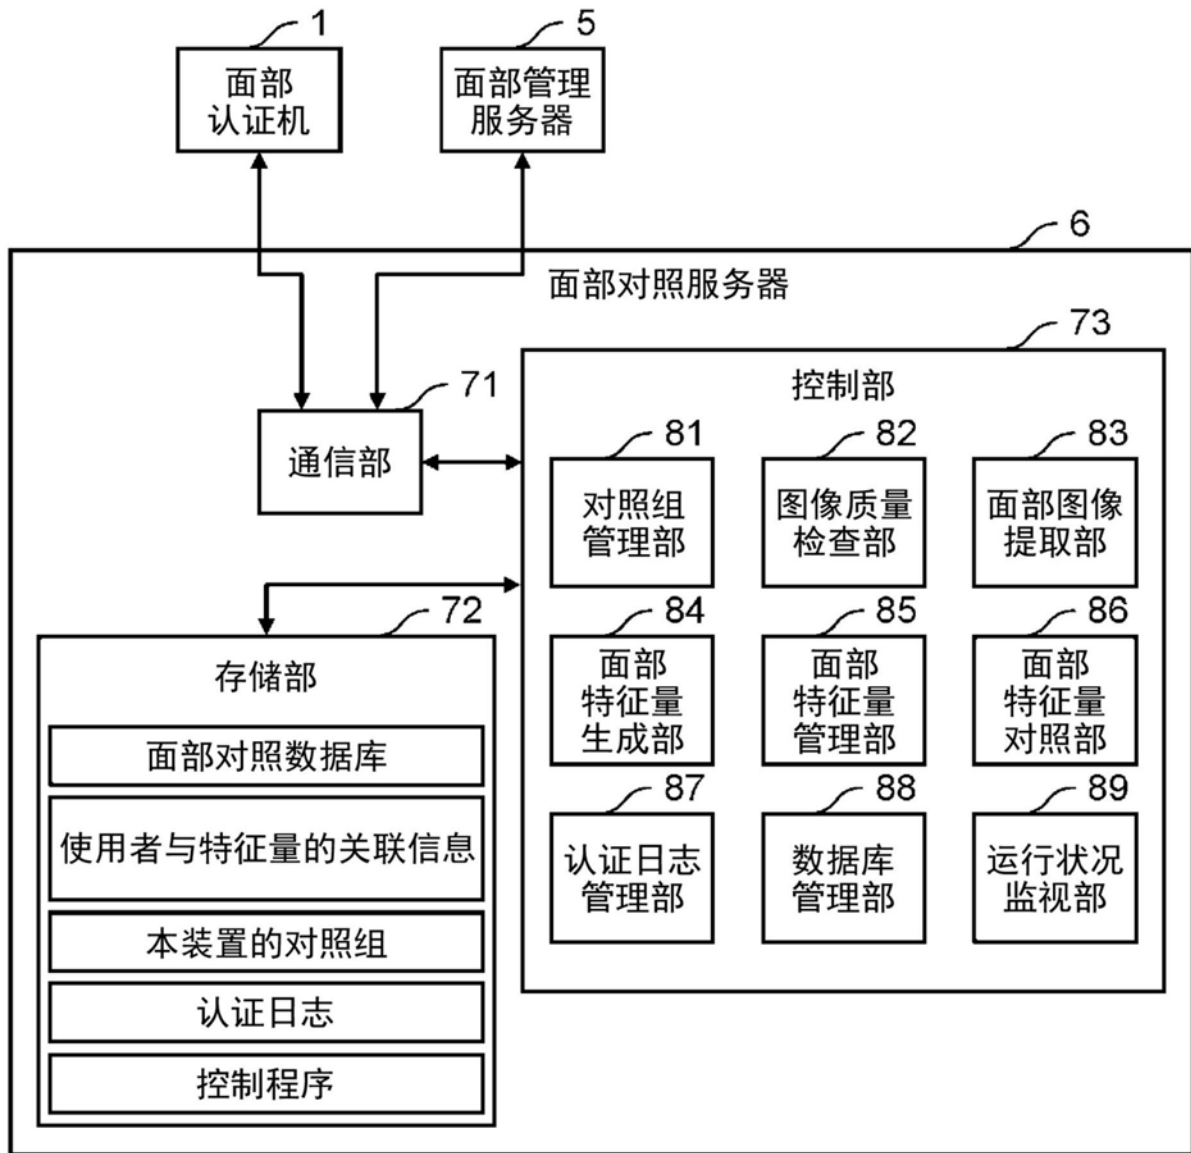 1
5
面部
认证机
面部管理
服务器
6
面部对照服务器
73
控制部
71
通信部
81
82
83
对照组
管理部
图像质量
检查部
面部图像
提取部
84
85
86
面部
特征量
生成部
面部
特征量
管理部
面部
特征量
对照部
87
88
89
认证日志
管理部
数据库
管理部
运行状况
监视部
72
存储部
面部对照数据库
使用者与特征量的关联信息
本装置的对照组
认证日志
控制程序